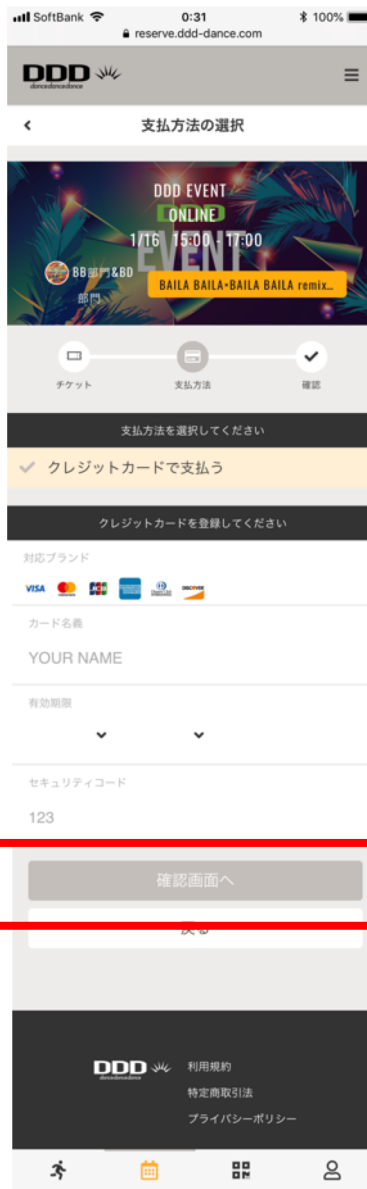 SoftBank 0:31 100%
reserve.ddd-dance.com
DDD
dancedancedance
支払方法の選択
DDD EVENT
DDD
ONLINE
EVENT
1/16 15:00 - 17:00
BB部門&BD
部門
BAILA BAILA•BAILA BAILA remix…
チケット 支払方法 確認
支払方法を選択してください
クレジットカードで支払う
クレジットカードを登録してください
対応ブランド
VISA JCB DISCOVER
カード名義
YOUR NAME
有効期限
セキュリティコード
123
確認画面へ
戻る
DDD
dancedancedance
利用規約
特定商取引法
プライバシーポリシー